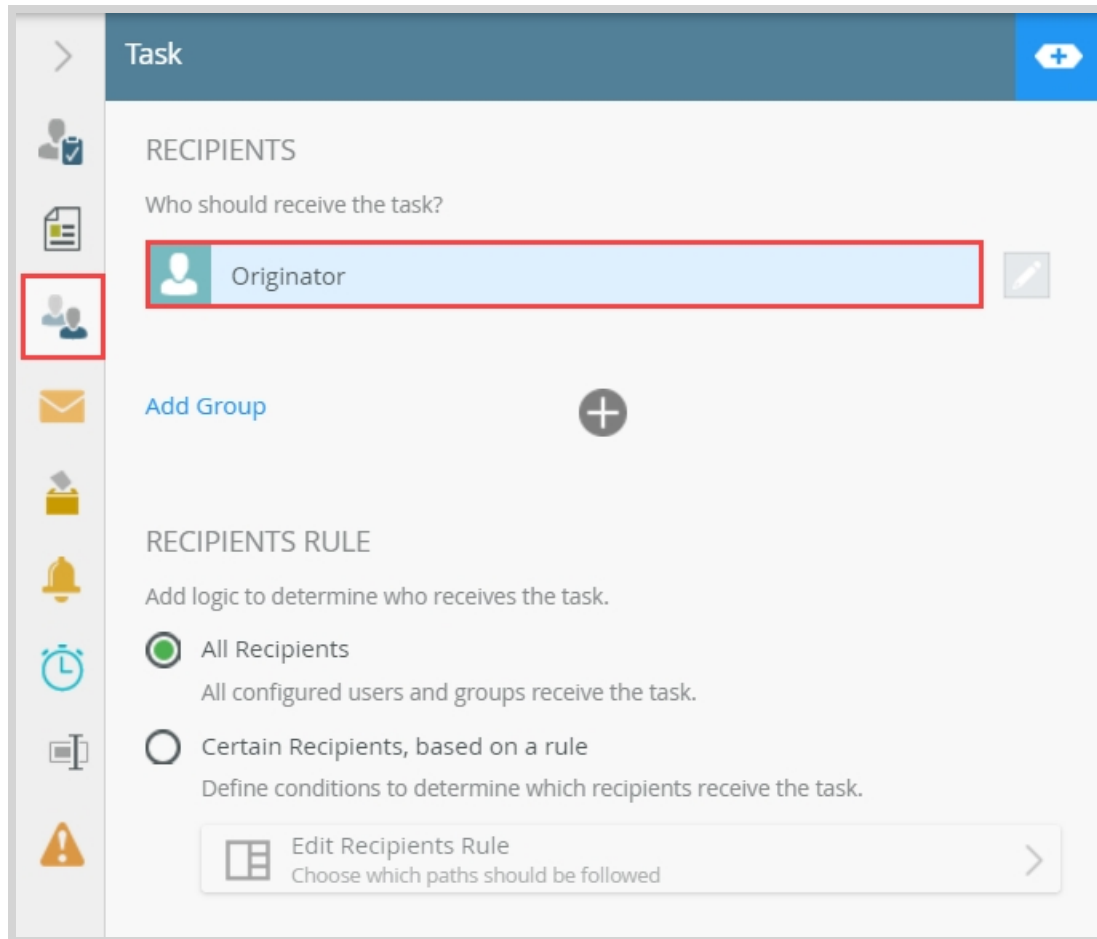 Task
RECIPIENTS
Who should receive the task?
Originator
Add Group
RECIPIENTS RULE
Add logic to determine who receives the task.
All Recipients
All configured users and groups receive the task.
Certain Recipients, based on a rule
Define conditions to determine which recipients receive the task.
Edit Recipients Rule
Choose which paths should be followed